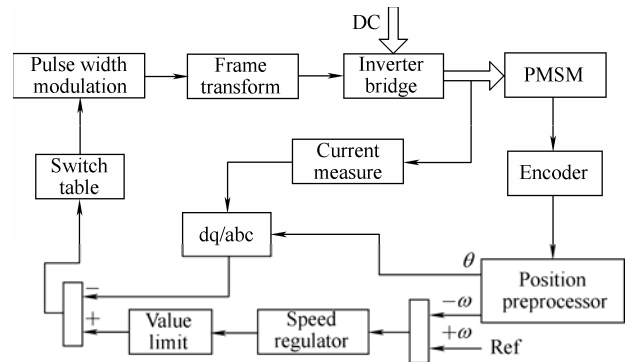 DC
Pulse width
modulation
Frame
transform
Inverter
bridge
PMSM
Current
measure
Switch
table
Encoder
dq/abc
θ
Position
preprocessor
−
+
Value
limit
Speed
regulator
−ω
+ω
Ref